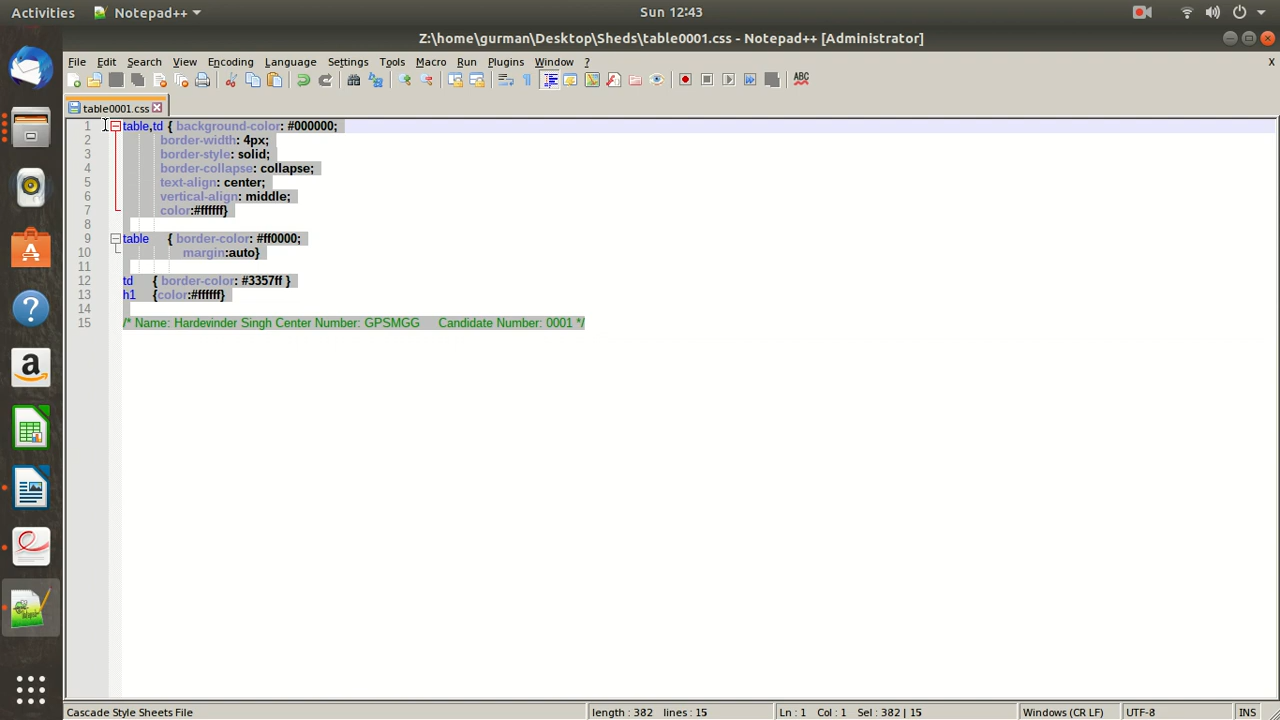 Activities Notepad++ Sun 12:43
Z:\home\gurman\Desktop\Sheds\table0001.css - Notepad++ [Administrator]
File Edit Search View Encoding Language Settings Tools Macro Run Plugins Window ? X
ABC
table0001.css
1 table,td { background-color: #000000;
2 border-width: 4px;
3 border-style: solid;
4 border-collapse: collapse;
5 text-align: center;
6 vertical-align: middle;
7 color:#ffffff}
8
9 table { border-color: #ff0000;
10 margin:auto}
11
12 td { border-color: #3357ff }
13 h1 {color:#ffffff}
14
15 /* Name: Hardevinder Singh Center Number: GPSMGG Candidate Number: 0001 */
Cascade Style Sheets File length : 382 lines : 15 Ln : 1 Col : 1 Sel : 382 | 15 Windows (CR LF) UTF-8 INS